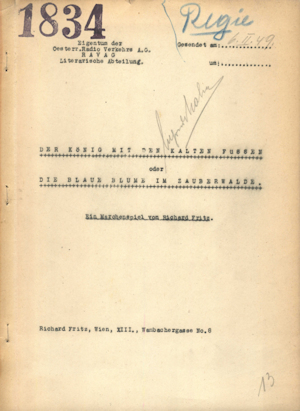 1834
Regie
Eigentum der
Oesterr.Radio Verkehrs A.G.
R A V A G
Literarische Abteilung.
Gesendet am:
um:
DER KÖNIG MIT DEN KALTEN FÜSSEN
oder
DIE BLAUE BLUME IM ZAUBERWALDE.
Ein Märchenspiel von Richard Fritz.
Richard Fritz, Wien, XIII., Wambachergasse No.8
13